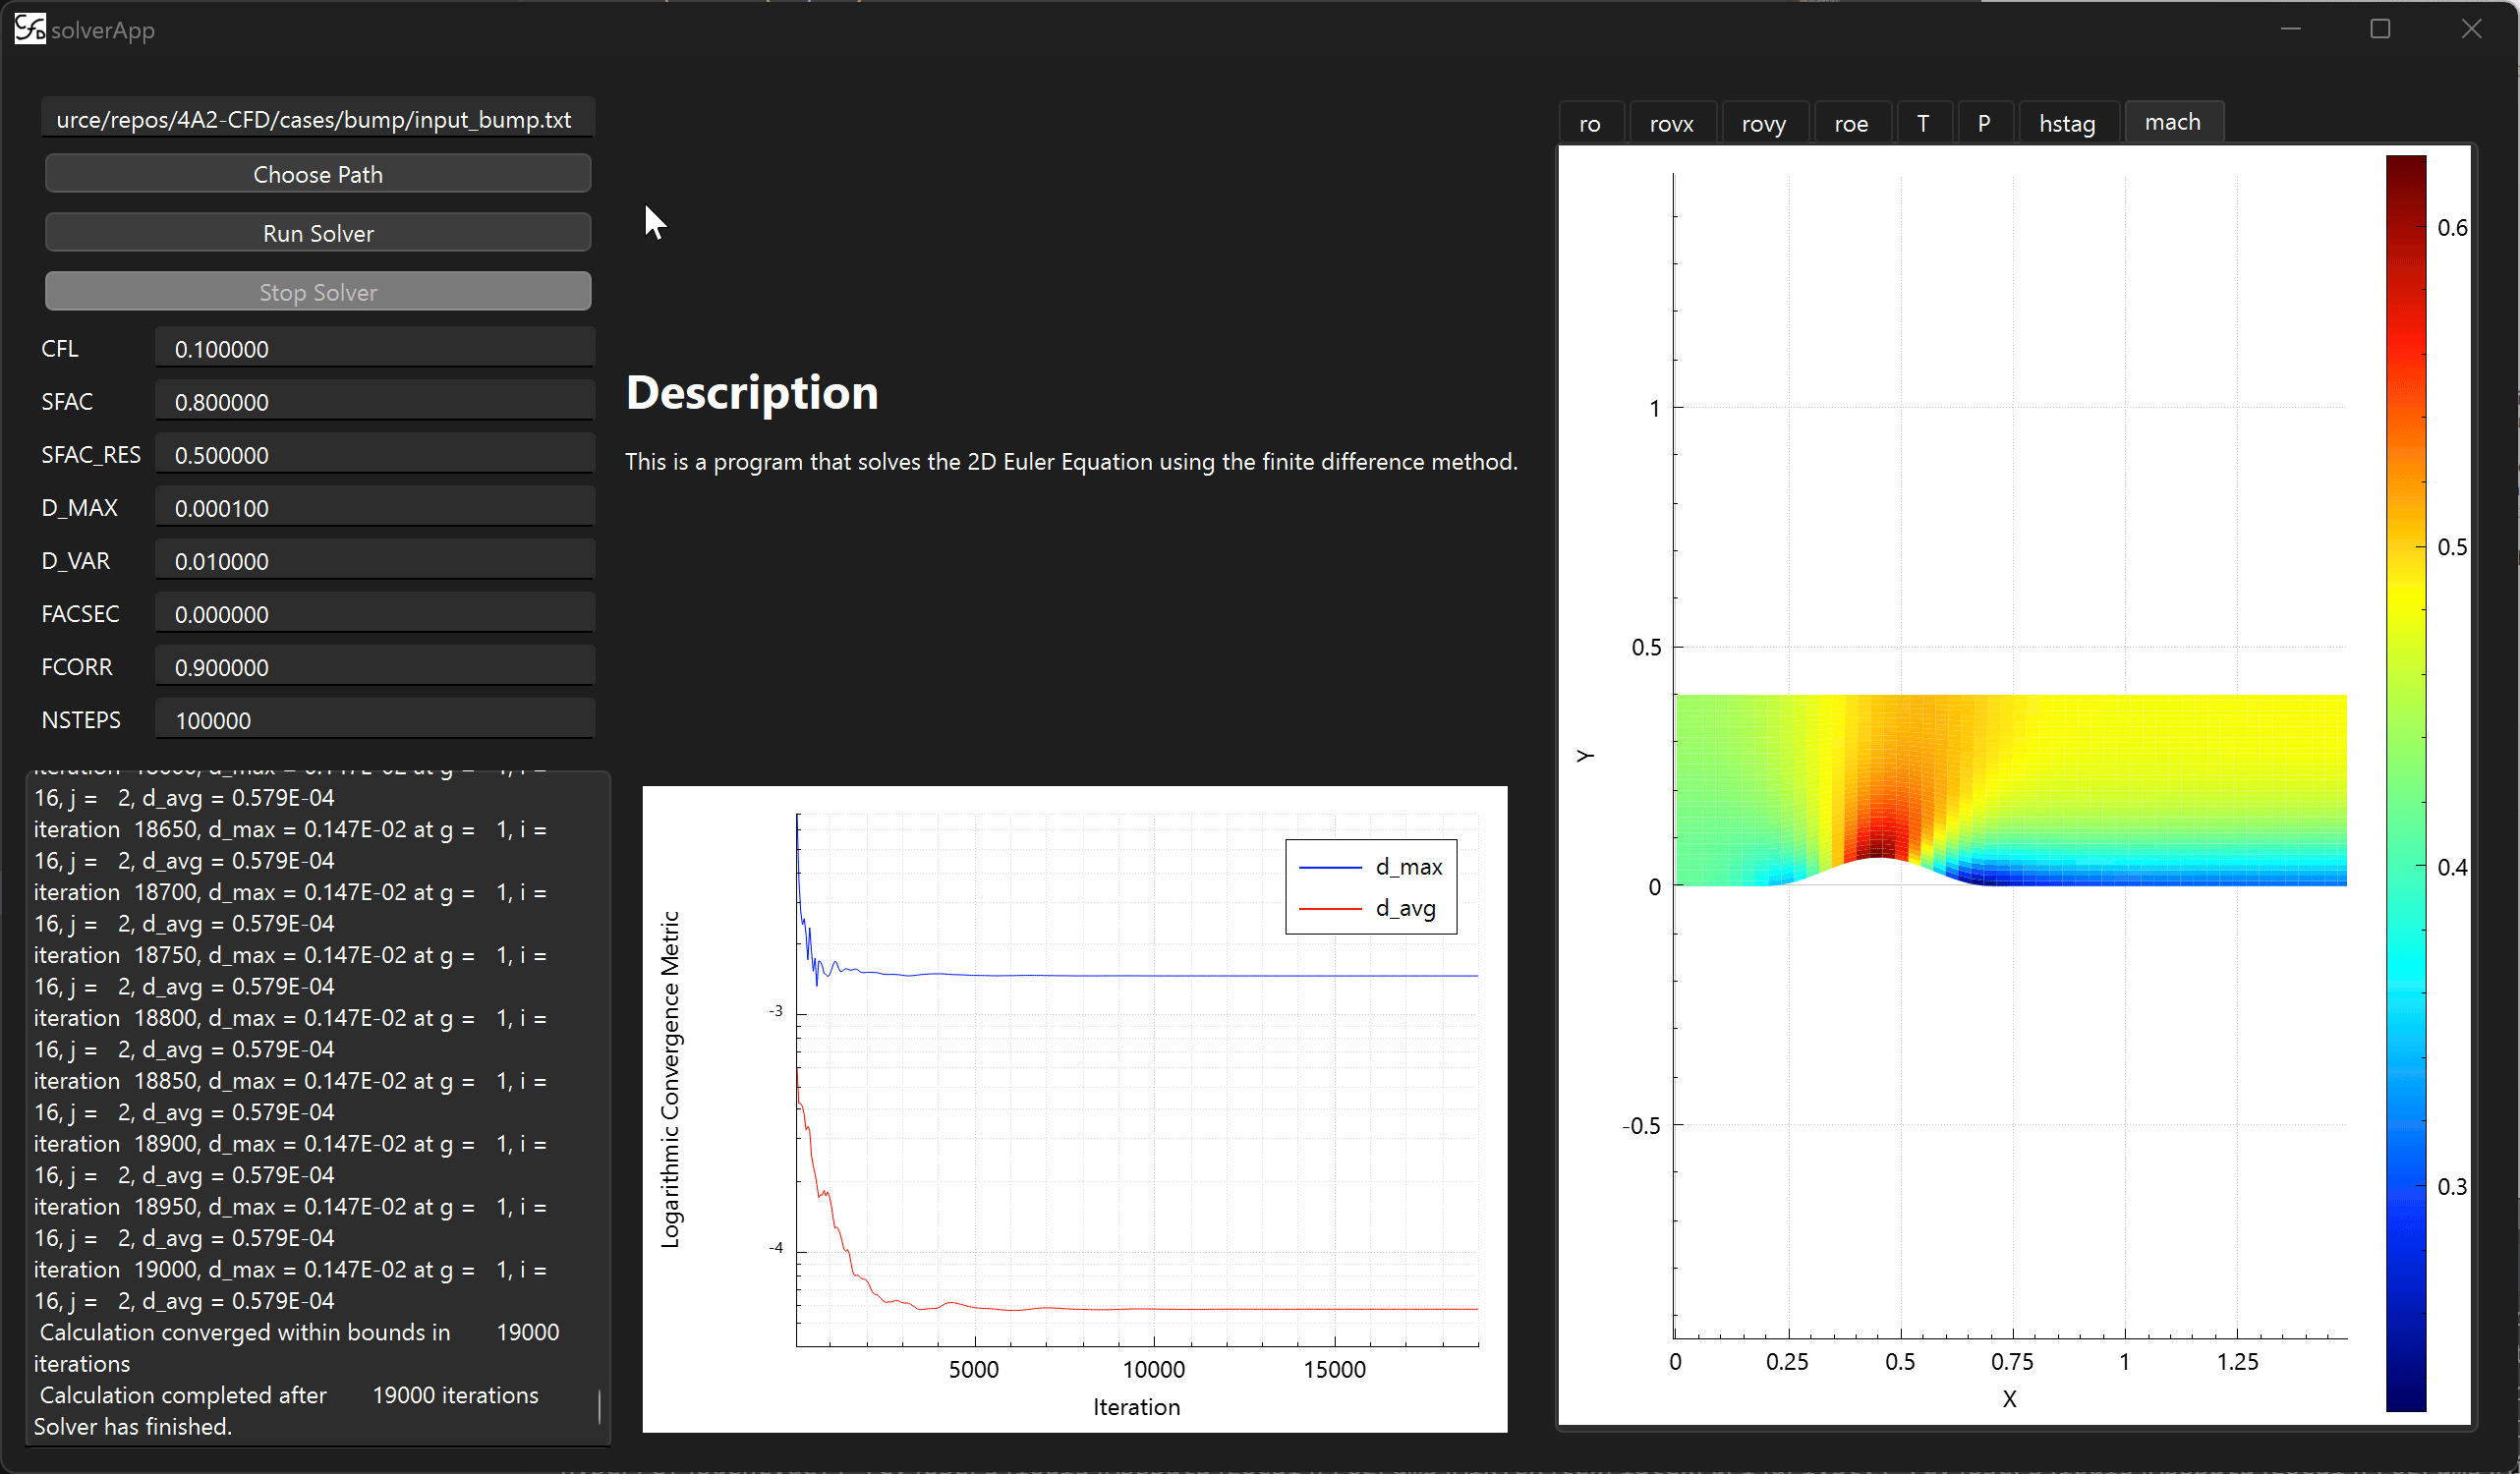 CFD solverApp
urce/repos/4A2-CFD/cases/bump/input_bump.txt
Choose Path
Run Solver
Stop Solver
CFL 0.100000
SFAC 0.800000
SFAC_RES 0.500000
D_MAX 0.000100
D_VAR 0.010000
FACSEC 0.000000
FCORR 0.900000
NSTEPS 100000
16, j =   2, d_avg = 0.579E-04
iteration  18650, d_max = 0.147E-02 at g =   1, i =
16, j =   2, d_avg = 0.579E-04
iteration  18700, d_max = 0.147E-02 at g =   1, i =
16, j =   2, d_avg = 0.579E-04
iteration  18750, d_max = 0.147E-02 at g =   1, i =
16, j =   2, d_avg = 0.579E-04
iteration  18800, d_max = 0.147E-02 at g =   1, i =
16, j =   2, d_avg = 0.579E-04
iteration  18850, d_max = 0.147E-02 at g =   1, i =
16, j =   2, d_avg = 0.579E-04
iteration  18900, d_max = 0.147E-02 at g =   1, i =
16, j =   2, d_avg = 0.579E-04
iteration  18950, d_max = 0.147E-02 at g =   1, i =
16, j =   2, d_avg = 0.579E-04
iteration  19000, d_max = 0.147E-02 at g =   1, i =
16, j =   2, d_avg = 0.579E-04
Calculation converged within bounds in       19000
iterations
Calculation completed after       19000 iterations
Solver has finished.
Description
This is a program that solves the 2D Euler Equation using the finite difference method.
Logarithmic Convergence Metric
-3
-4
d_max
d_avg
5000 10000 15000
Iteration
ro rovx rovy roe T P hstag mach
Y
1
0.5
0
-0.5
0 0.25 0.5 0.75 1 1.25
X
0.6
0.5
0.4
0.3